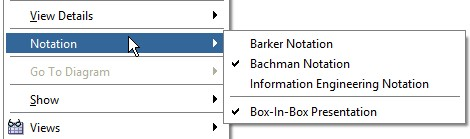 View Details
Notation
Go To Diagram
Show
Views
Barker Notation
Bachman Notation
Information Engineering Notation
Box-In-Box Presentation